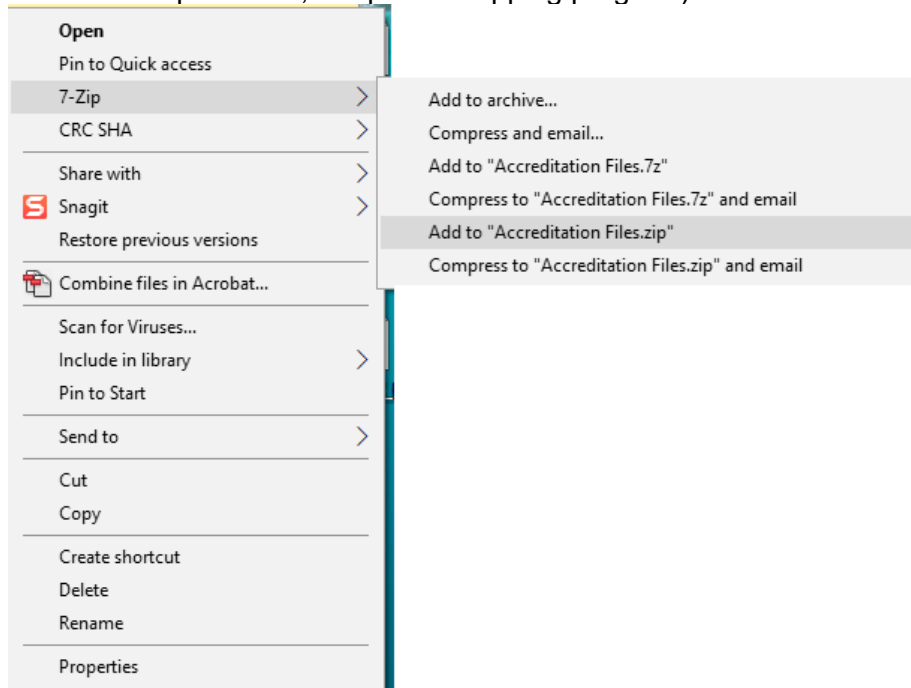 Open
Pin to Quick access
7-Zip
CRC SHA
Share with
Snagit
Restore previous versions
Combine files in Acrobat...
Scan for Viruses...
Include in library
Pin to Start
Send to
Cut
Copy
Create shortcut
Delete
Rename
Properties
Add to archive...
Compress and email...
Add to "Accreditation Files.7z"
Compress to "Accreditation Files.7z" and email
Add to "Accreditation Files.zip"
Compress to "Accreditation Files.zip" and email